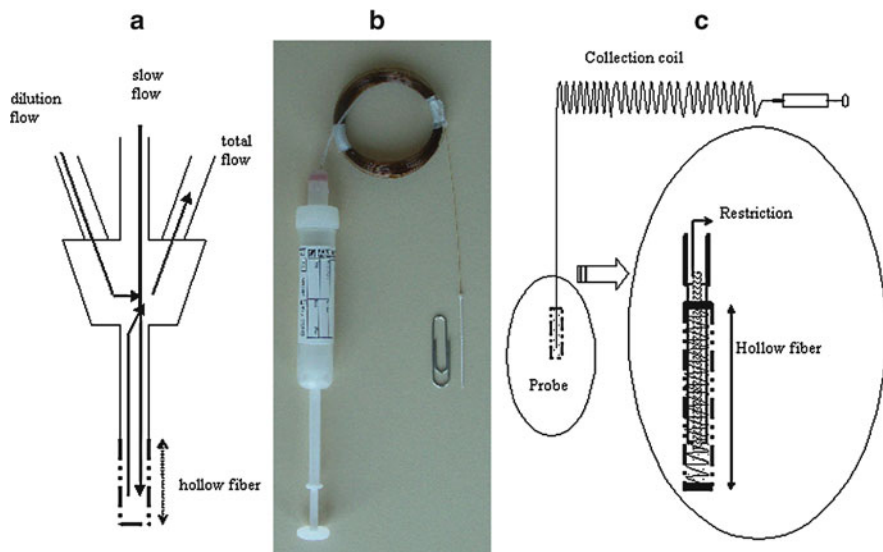 a
b
c
slow
flow
dilution
flow
total
flow
hollow fiber
Collection coil
Restriction
Hollow fiber
Probe